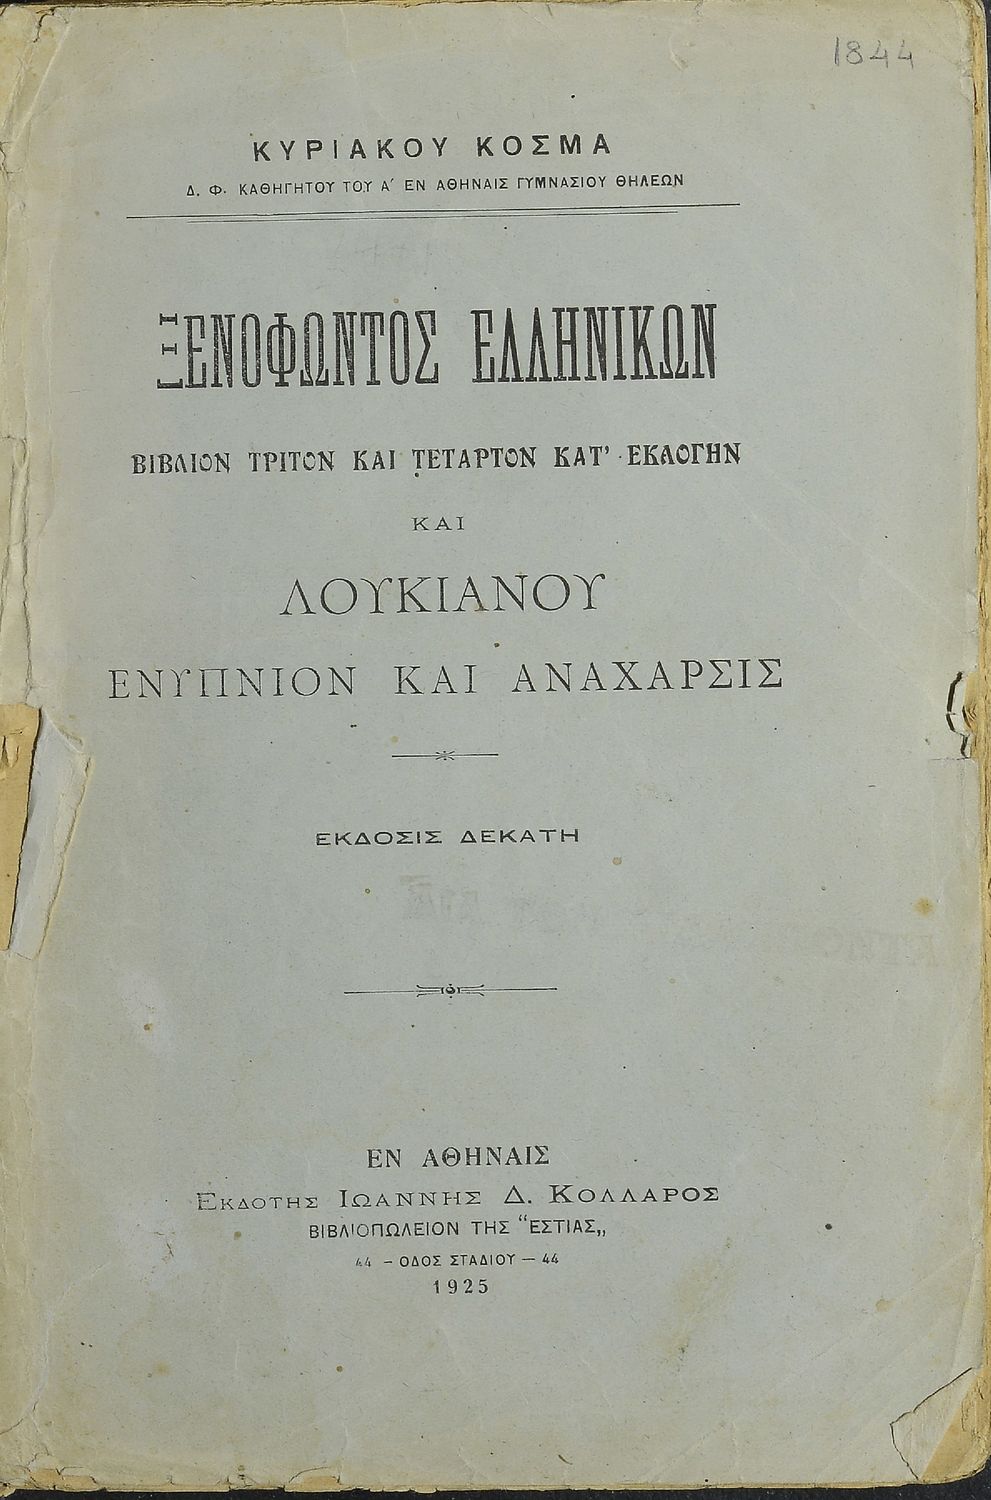 1844
ΚΥΡΙΑΚΟΥ ΚΟΣΜΑ
Δ. Φ. ΚΑΘΗΓΗΤΟΥ ΤΟΥ Α΄ ΕΝ ΑΘΗΝΑΙΣ ΓΥΜΝΑΣΙΟΥ ΘΗΛΕΩΝ
ΞΕΝΟΦΩΝΤΟΣ ΕΛΛΗΝΙΚΩΝ
ΒΙΒΛΙΟΝ ΤΡΙΤΟΝ ΚΑΙ ΤΕΤΑΡΤΟΝ ΚΑΤ' ΕΚΛΟΓΗΝ
ΚΑΙ
ΛΟΥΚΙΑΝΟΥ
ΕΝΥΠΝΙΟΝ ΚΑΙ ΑΝΑΧΑΡΣΙΣ
ΕΚΔΟΣΙΣ ΔΕΚΑΤΗ
ΕΝ ΑΘΗΝΑΙΣ
ΕΚΔΟΤΗΣ ΙΩΑΝΝΗΣ Δ. ΚΟΛΛΑΡΟΣ
ΒΙΒΛΙΟΠΩΛΕΙΟΝ ΤΗΣ “ΕΣΤΙΑΣ„
44 – ΟΔΟΣ ΣΤΑΔΙΟΥ — 44
1925